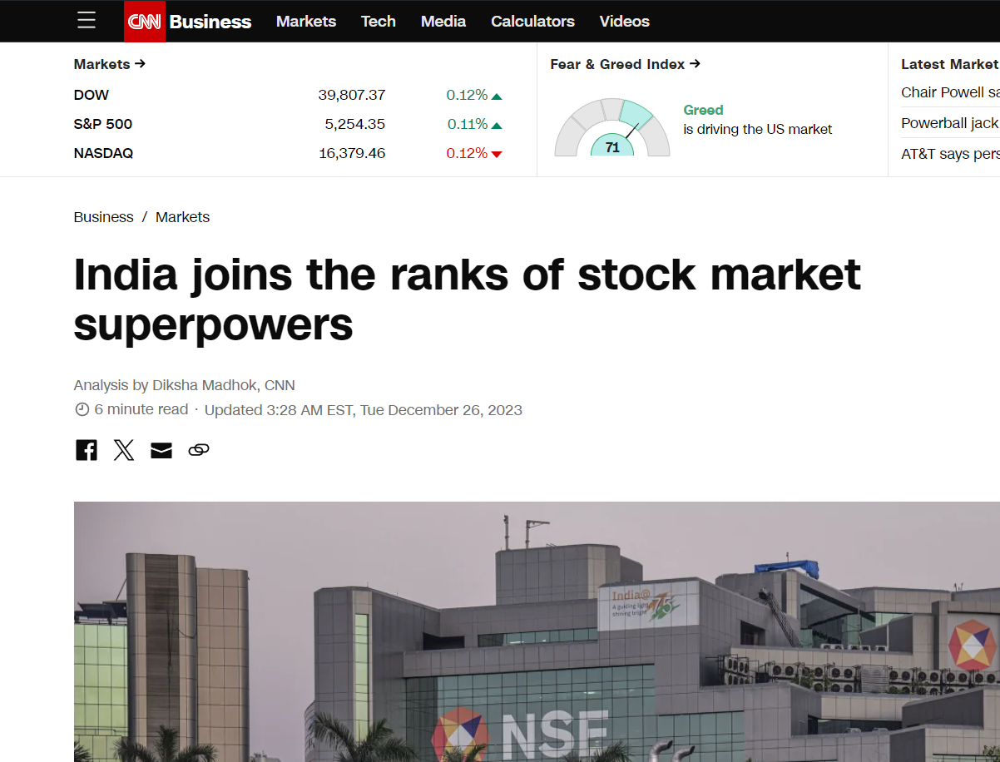 CNN Business Markets Tech Media Calculators Videos
Markets →
DOW 39,807.37 0.12%
S&P 500 5,254.35 0.11%
NASDAQ 16,379.46 0.12%
Fear & Greed Index →
71
Greed
is driving the US market
Latest Market
Chair Powell sa
Powerball jack
AT&T says pers
Business / Markets
India joins the ranks of stock market
superpowers
Analysis by Diksha Madhok, CNN
6 minute read · Updated 3:28 AM EST, Tue December 26, 2023
India@
75
A guiding light
shining bright
NSE